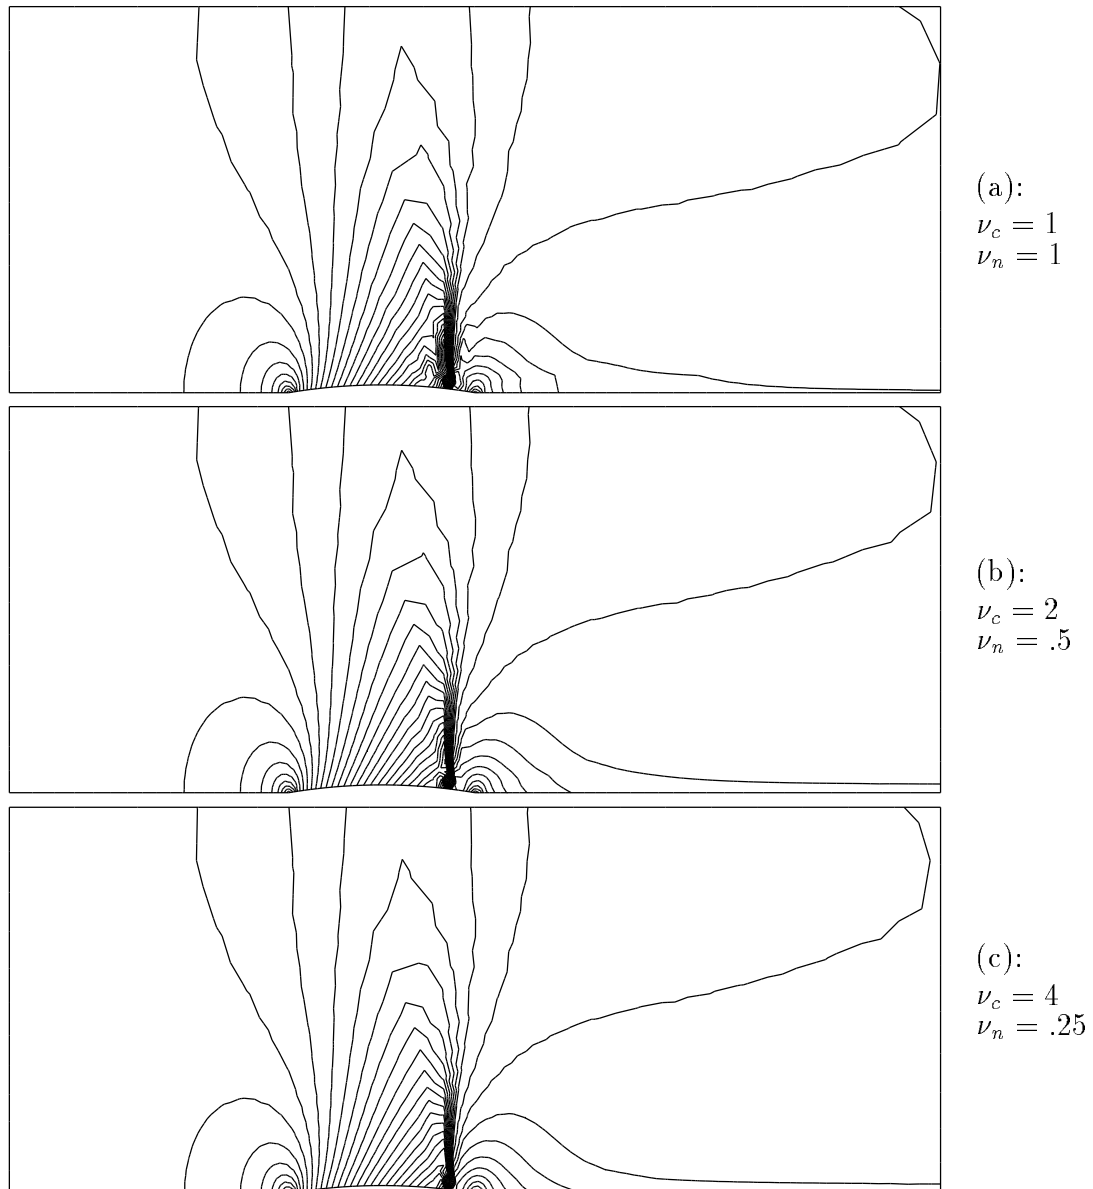 (a):
ν_c = 1
ν_n = 1
(b):
ν_c = 2
ν_n = .5
(c):
ν_c = 4
ν_n = .25